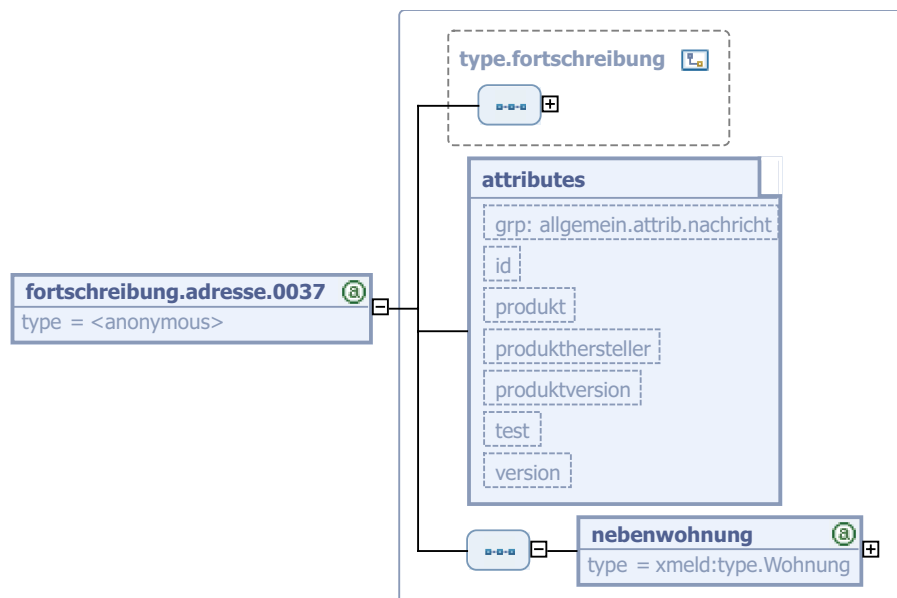 type.fortschreibung
attributes
grp: allgemein.attrib.nachricht
id
fortschreibung.adresse.0037 a
type = <anonymous>
produkt
produkthersteller
produktversion
test
version
nebenwohnung a
type = xmeld:type.Wohnung